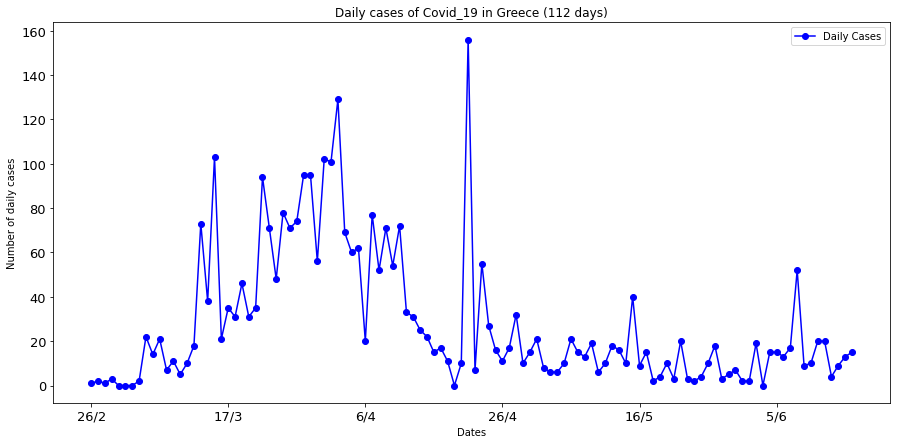 Daily cases of Covid_19 in Greece (112 days)
Daily Cases
160
140
120
100
80
60
40
20
0
Number of daily cases
26/2 17/3 6/4 26/4 16/5 5/6
Dates